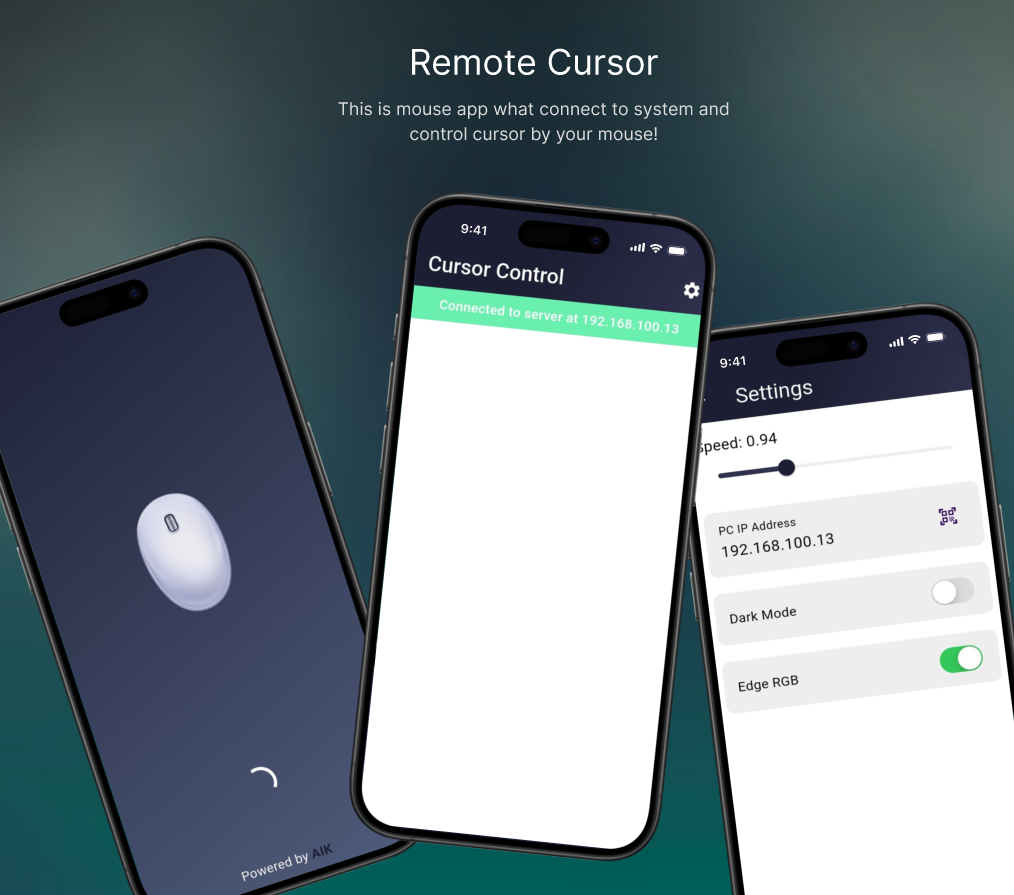 Remote Cursor
This is mouse app what connect to system and
control cursor by your mouse!
9:41
Cursor Control
Connected to server at 192.168.100.13
9:41
Settings
Speed: 0.94
PC IP Address
192.168.100.13
Dark Mode
Edge RGB
Powered by AIK